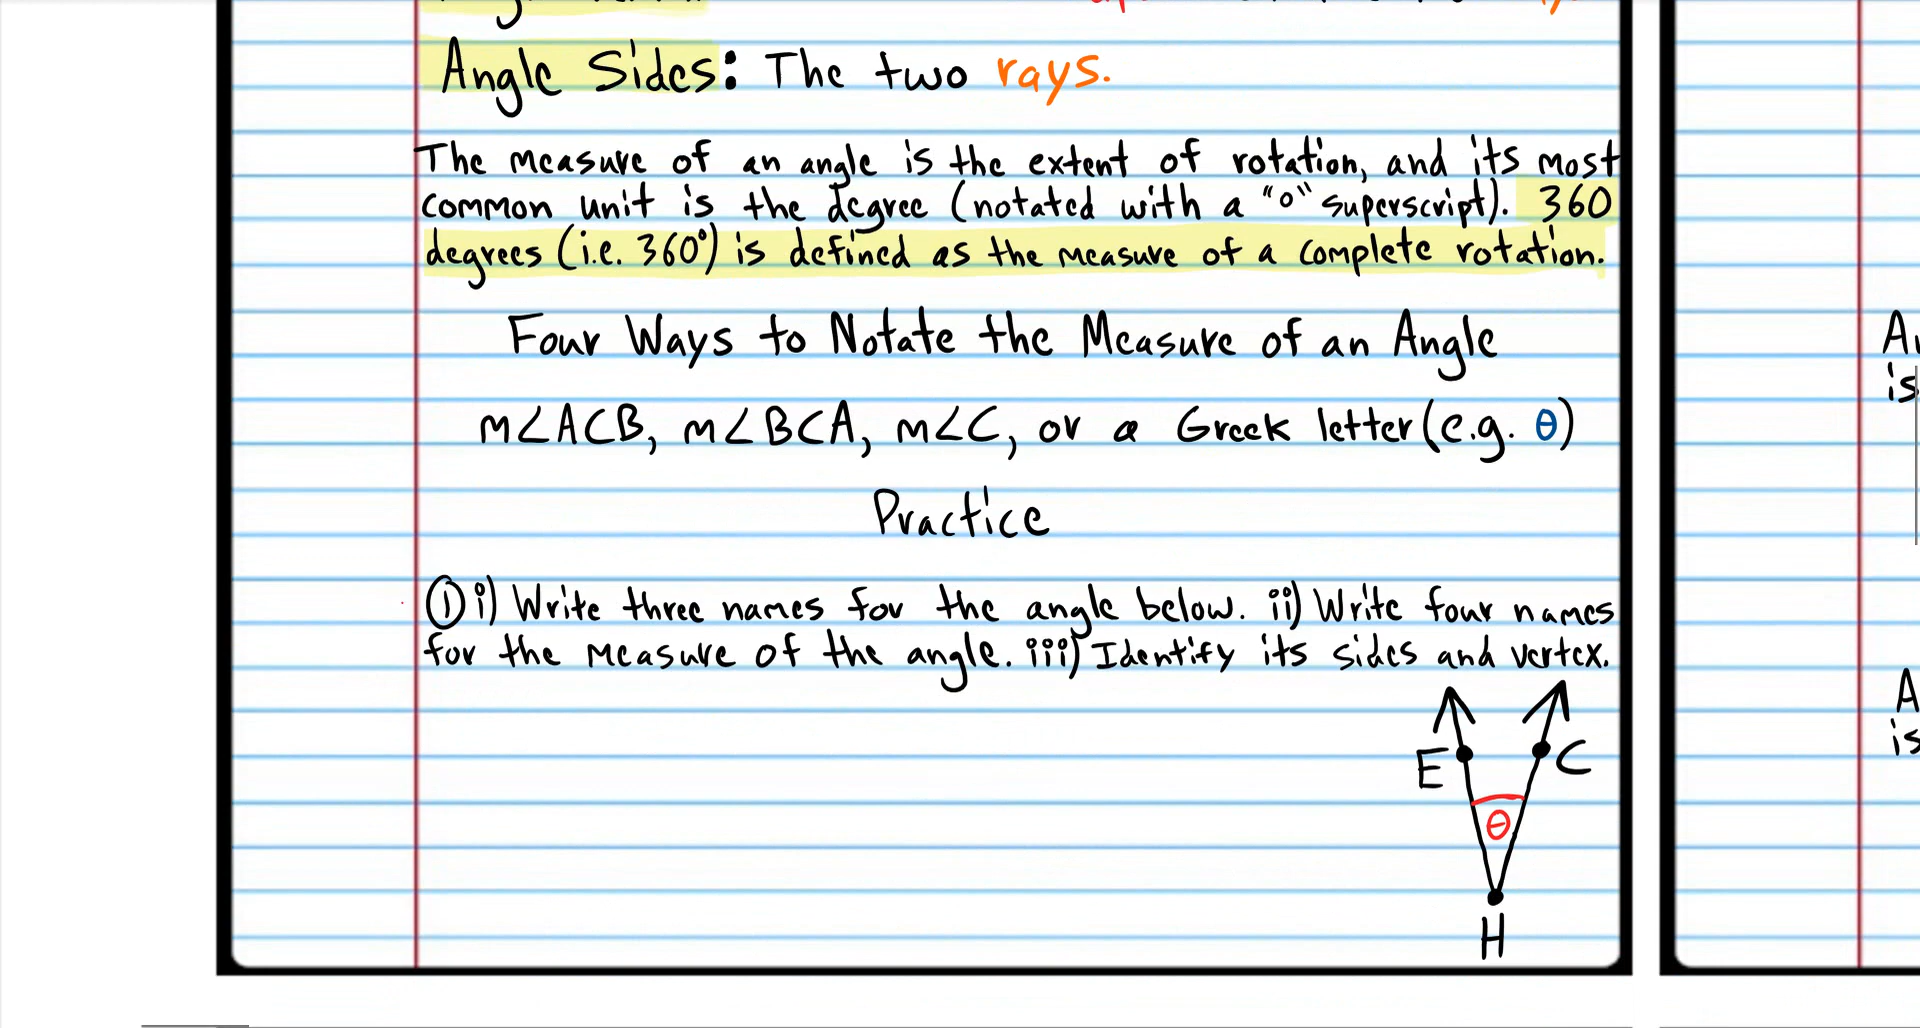 Angle Sides: The two rays.
The measure of an angle is the extent of rotation, and its most
common unit is the degree (notated with a "o" superscript). 360
degrees (i.e. 360°) is defined as the measure of a complete rotation.
Four Ways to Notate the Measure of an Angle
m∠ACB, m∠BCA, m∠C, or a Greek letter (e.g. θ)
Practice
① i) Write three names for the angle below. ii) Write four names
for the measure of the angle. iii) Identify its sides and vertex.
E C
θ
H
is
is